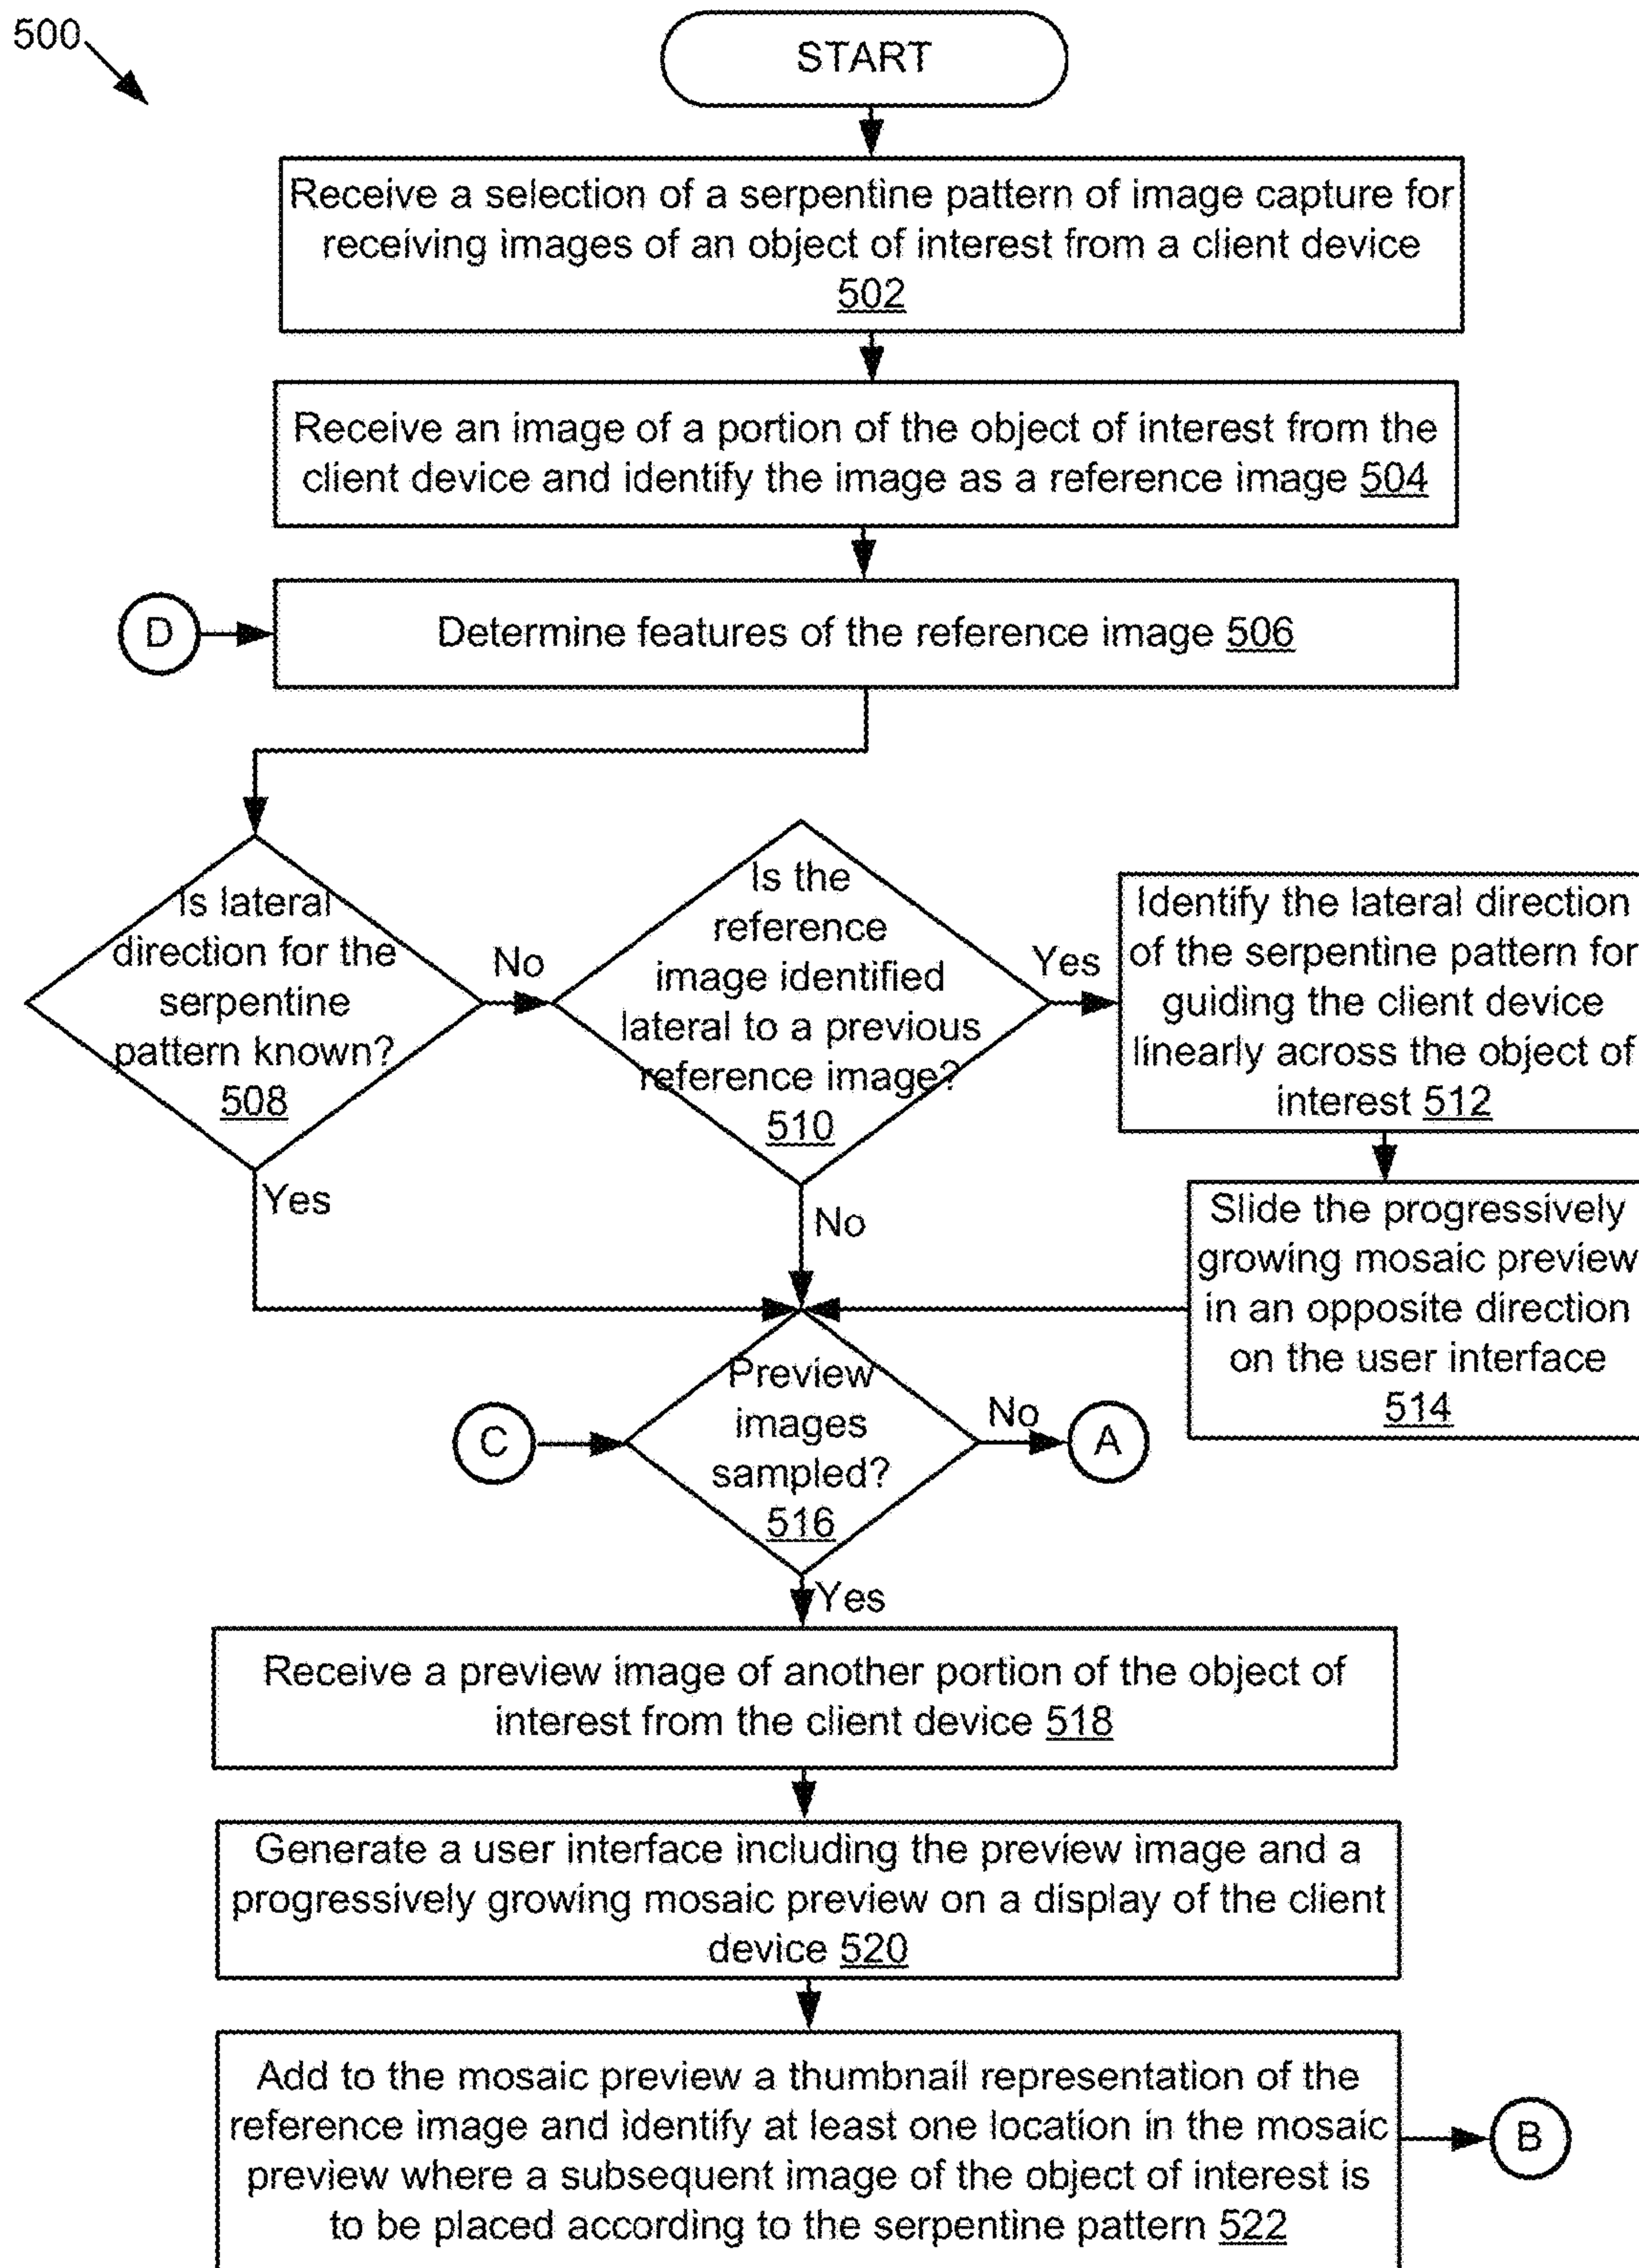 500
START
Receive a selection of a serpentine pattern of image capture for
receiving images of an object of interest from a client device
502
Receive an image of a portion of the object of interest from the
client device and identify the image as a reference image 504
D
Determine features of the reference image 506
Is lateral
direction for the
serpentine
pattern known?
508
No
Is the
reference
image identified
lateral to a previous
reference image?
510
Yes
Identify the lateral direction
of the serpentine pattern for
guiding the client device
linearly across the object of
interest 512
Yes
No
Slide the progressively
growing mosaic preview
in an opposite direction
on the user interface
514
C
Preview
images
sampled?
516
No
A
Yes
Receive a preview image of another portion of the object of
interest from the client device 518
Generate a user interface including the preview image and a
progressively growing mosaic preview on a display of the client
device 520
Add to the mosaic preview a thumbnail representation of the
reference image and identify at least one location in the mosaic
preview where a subsequent image of the object of interest is
to be placed according to the serpentine pattern 522
B